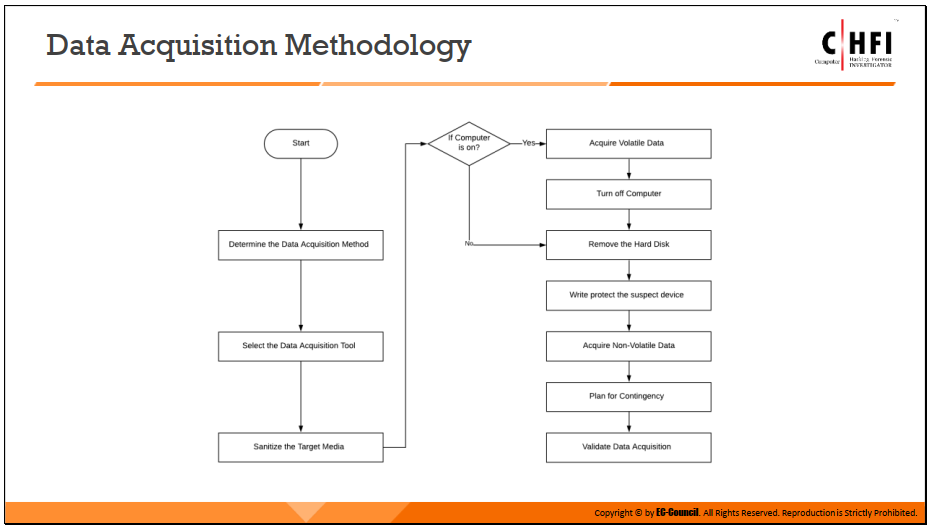 Data Acquisition Methodology
CHFI
Computer Hacking Forensic
INVESTIGATOR
Start
Determine the Data Acquisition Method
Select the Data Acquisition Tool
Sanitize the Target Media
If Computer
is on?
Yes
No
Acquire Volatile Data
Turn off Computer
Remove the Hard Disk
Write protect the suspect device
Acquire Non-Volatile Data
Plan for Contingency
Validate Data Acquisition
Copyright © by EC-Council. All Rights Reserved. Reproduction is Strictly Prohibited.